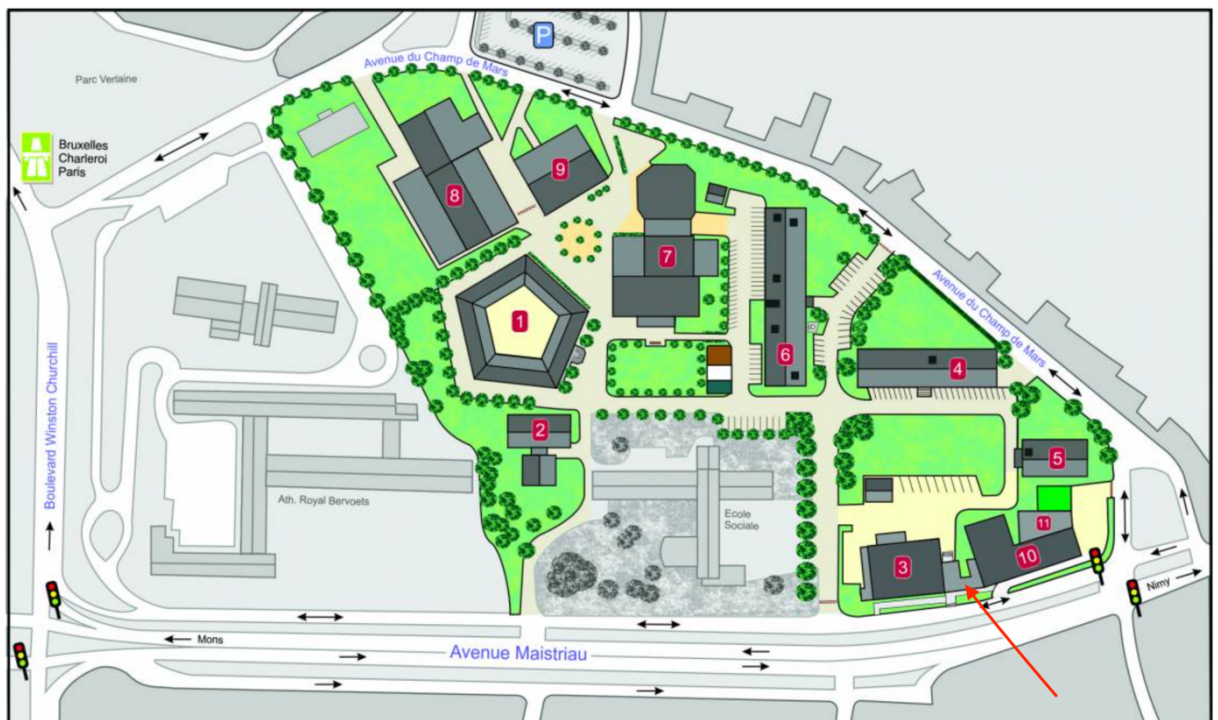 P
Avenue du Champ de Mars
Parc Verlaine
Bruxelles
Charleroi
Paris
9
8
7
1
6
4
Avenue du Champ de Mars
2
5
Boulevard Winston Churchill
Ath. Royal Bervoets
Ecole
Sociale
11
10
3
Nimy
Mons
Avenue Maistriau